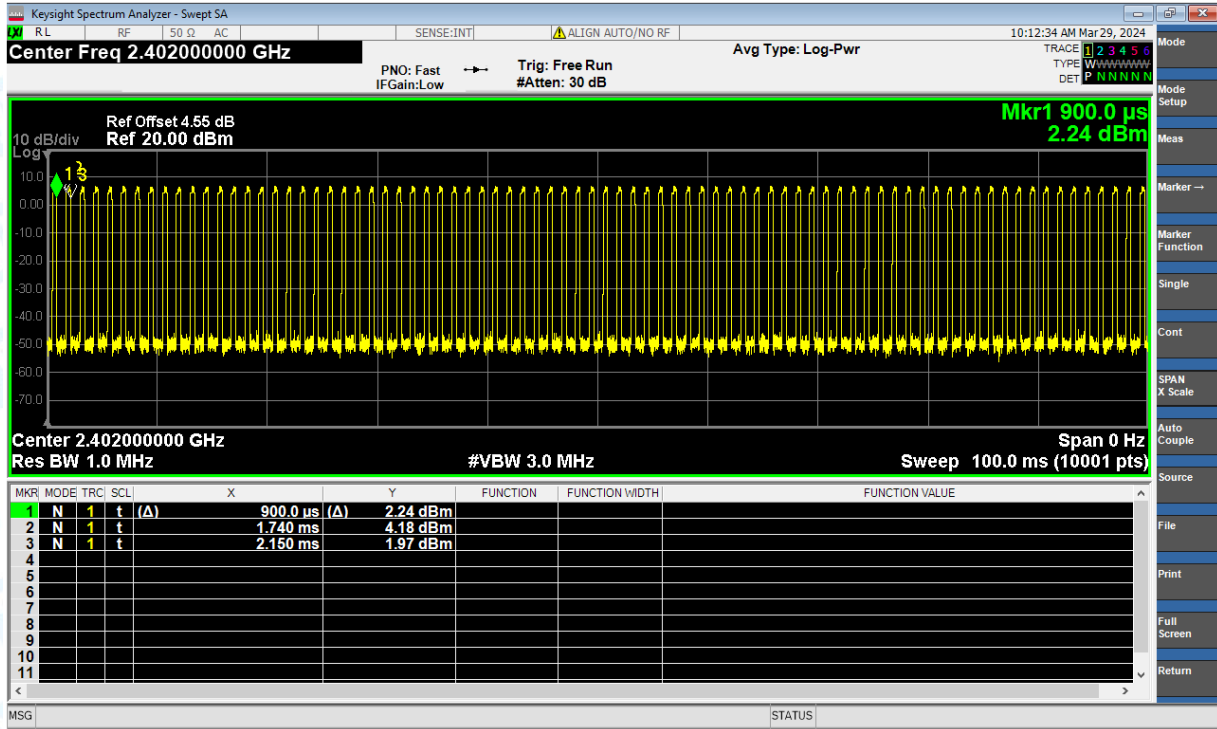 Keysight Spectrum Analyzer - Swept SA
LXI RL RF 50 Ω AC SENSE:INT ALIGN AUTO/NO RF 10:12:34 AM Mar 29, 2024
Center Freq 2.402000000 GHz
PNO: Fast
IFGain:Low
Trig: Free Run
#Atten: 30 dB
Avg Type: Log-Pwr
TRACE 1 2 3 4 5 6
TYPE WWWWWWW
DET P N N N N N
Mkr1 900.0 µs
2.24 dBm
Ref Offset 4.55 dB
10 dB/div Ref 20.00 dBm
Log
10.0
0.00
-10.0
-20.0
-30.0
-40.0
-50.0
-60.0
-70.0
1 3
Center 2.402000000 GHz Span 0 Hz
Res BW 1.0 MHz #VBW 3.0 MHz Sweep 100.0 ms (10001 pts)
MKR MODE TRC SCL X Y FUNCTION FUNCTION WIDTH FUNCTION VALUE
1 N 1 t (Δ) 900.0 µs (Δ) 2.24 dBm
2 N 1 t 1.740 ms 4.18 dBm
3 N 1 t 2.150 ms 1.97 dBm
4
5
6
7
8
9
10
11
MSG STATUS
Mode
Mode
Setup
Meas
Marker→
Marker
Function
Single
Cont
SPAN
X Scale
Auto
Couple
Source
File
Print
Full
Screen
Return